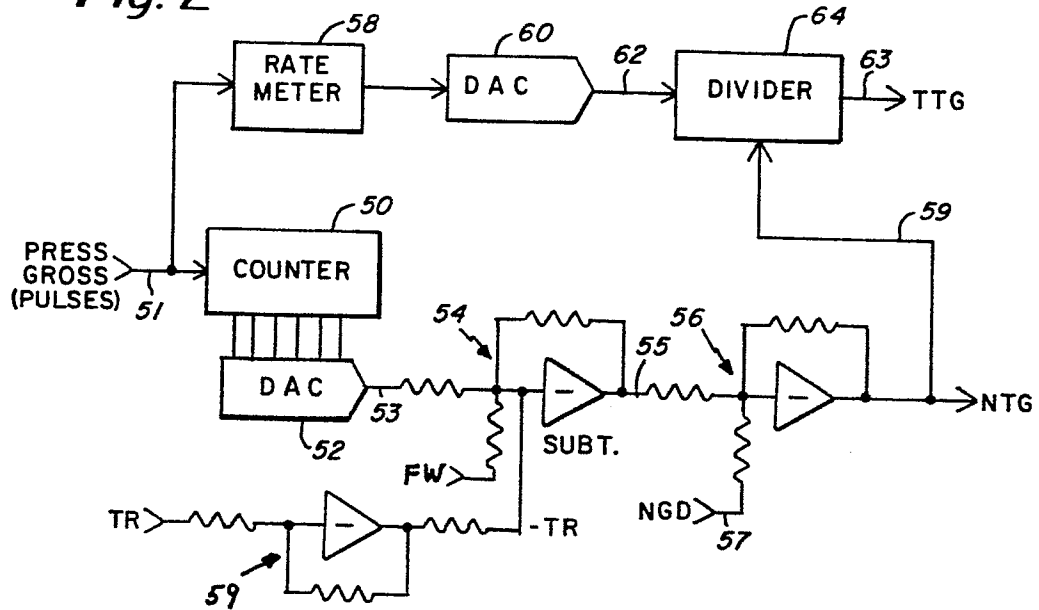 Fig. 2
58
RATE
METER
60
DAC
62
64
DIVIDER
63
TTG
50
COUNTER
59
PRESS
GROSS
(PULSES)
51
DAC
52
53
54
55
56
SUBT.
NTG
FW
NGD
57
TR
-TR
59